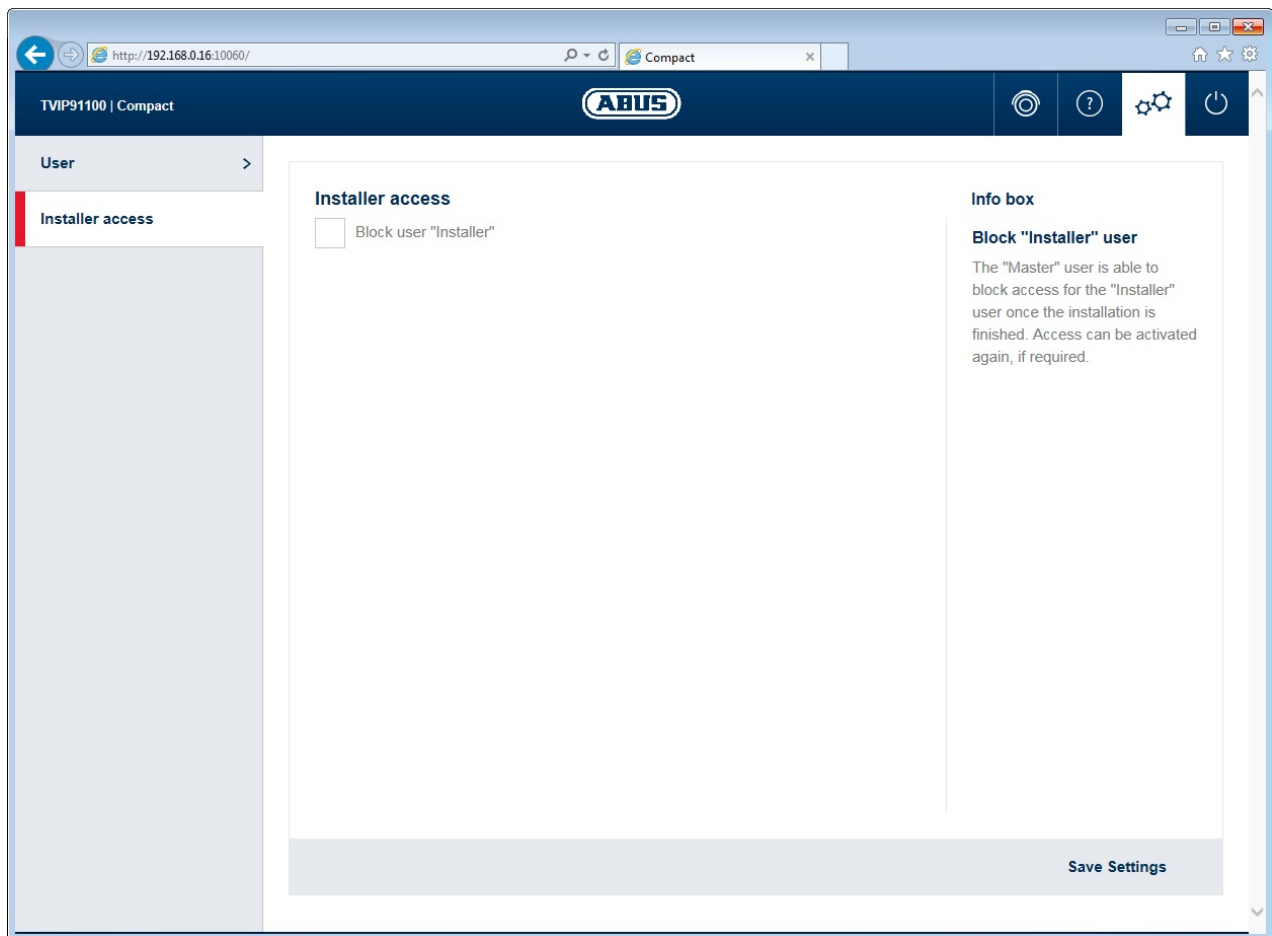 http://192.168.0.16:10060/
Compact
TVIP91100 | Compact
ABUS
?
User
Installer access
Installer access
Block user "Installer"
Info box
Block "Installer" user
The "Master" user is able to
block access for the "Installer"
user once the installation is
finished. Access can be activated
again, if required.
Save Settings